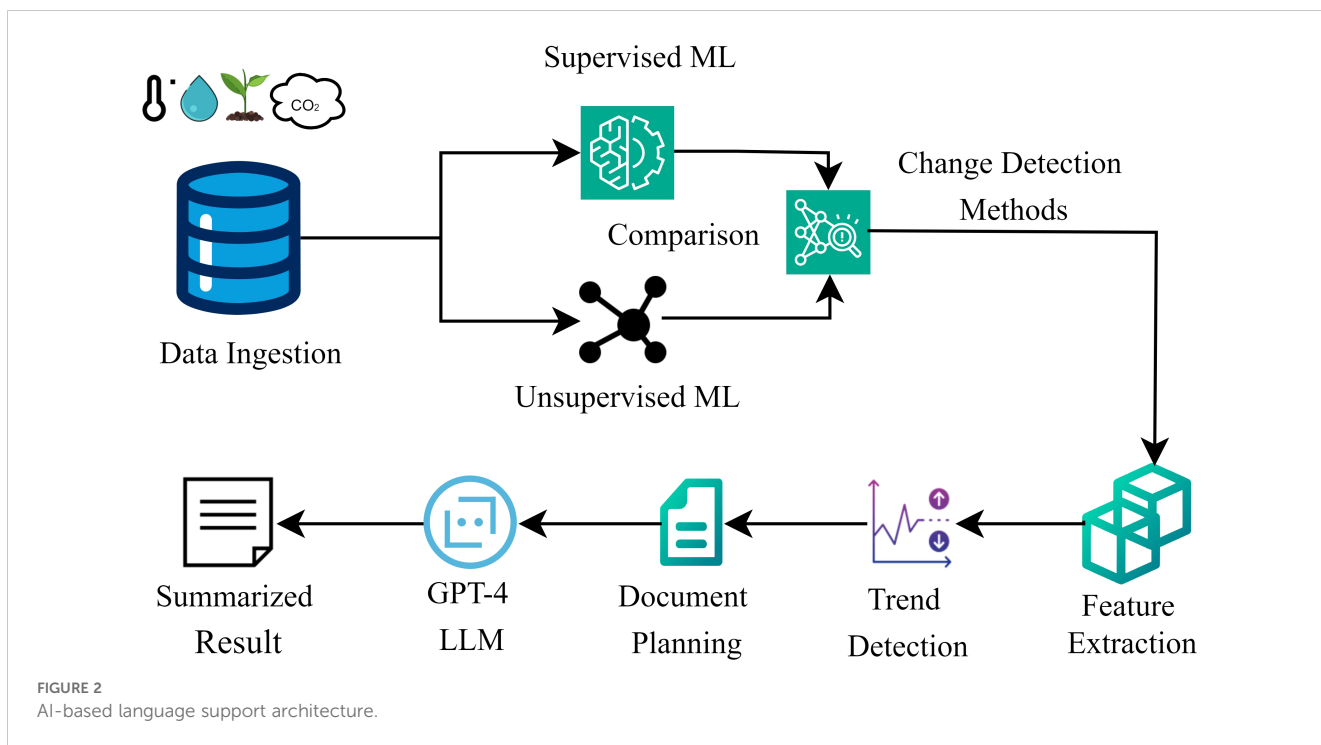 Supervised ML
CO₂
Change Detection
Methods
Comparison
Data Ingestion
Unsupervised ML
Summarized
Result
GPT-4
LLM
Document
Planning
Trend
Detection
Feature
Extraction
FIGURE 2
AI-based language support architecture.